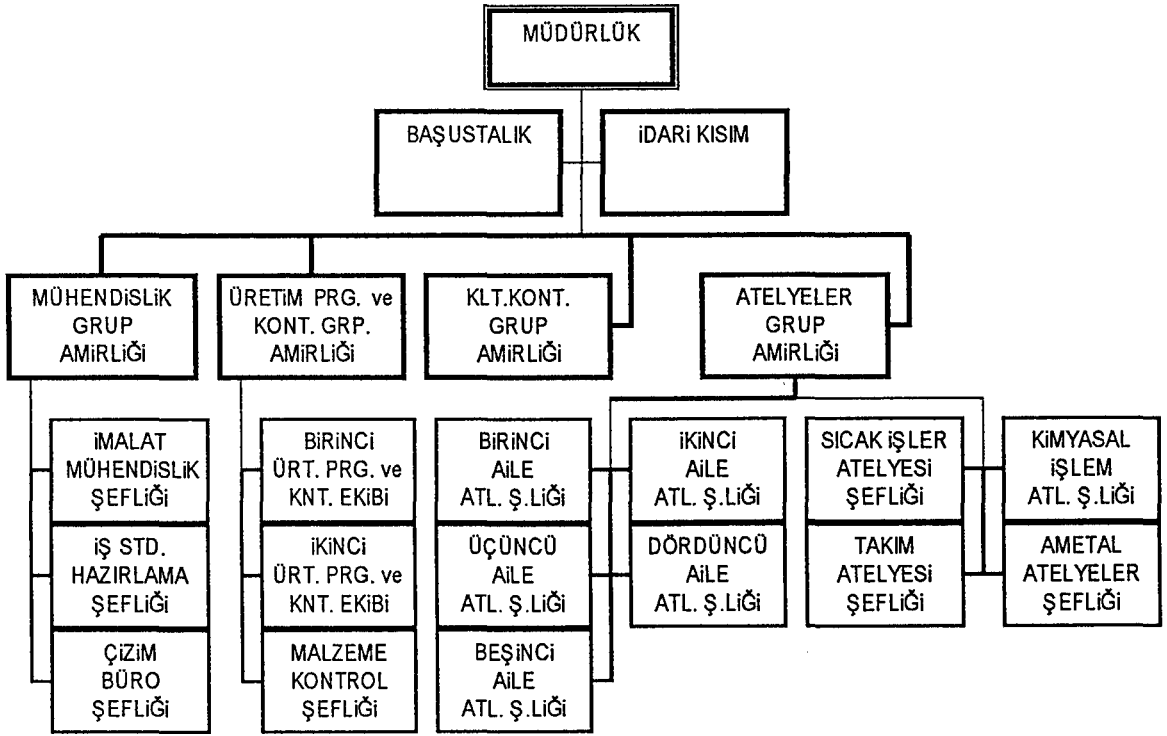 MÜDÜRLÜK
BAŞUSTALIK
İDARİ KISIM
MÜHENDİSLİK
GRUP
AMİRLİĞİ
ÜRETİM PRG. ve
KONT. GRP.
AMİRLİĞİ
KLT.KONT.
GRUP
AMİRLİĞİ
ATELYELER
GRUP
AMİRLİĞİ
İMALAT
MÜHENDİSLİK
ŞEFLİĞİ
İŞ STD.
HAZIRLAMA
ŞEFLİĞİ
ÇİZİM
BÜRO
ŞEFLİĞİ
BİRİNCİ
ÜRT. PRG. ve
KNT. EKİBİ
İKİNCİ
ÜRT. PRG. ve
KNT. EKİBİ
MALZEME
KONTROL
ŞEFLİĞİ
BİRİNCİ
AİLE
ATL. Ş.LİĞİ
ÜÇÜNCÜ
AİLE
ATL. Ş.LİĞİ
BEŞİNCİ
AİLE
ATL. Ş.LİĞİ
İKİNCİ
AİLE
ATL. Ş.LİĞİ
DÖRDÜNCÜ
AİLE
ATL. Ş.LİĞİ
SICAK İŞLER
ATELYESİ
ŞEFLİĞİ
TAKIM
ATELYESİ
ŞEFLİĞİ
KİMYASAL
İŞLEM
ATL. Ş.LİĞİ
AMETAL
ATELYELER
ŞEFLİĞİ